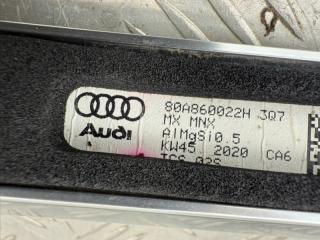 80A860022H 3Q7
MX MNX
Audi
AlMgSi0.5
KW45 2020 CA6